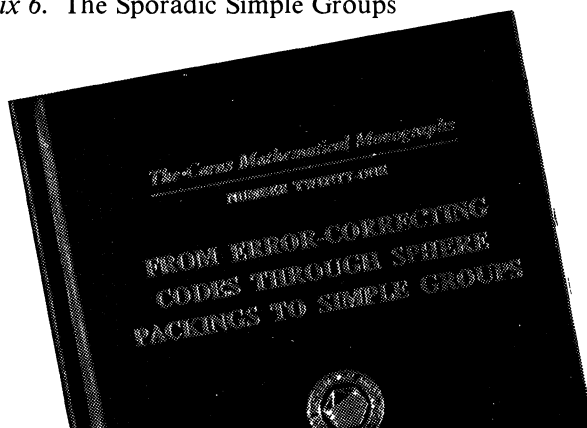 ix 6. The Sporadic Simple Groups
The Carus Mathematical Monographs
NUMBER TWENTY-ONE
FROM ERROR-CORRECTING
CODES THROUGH SPHERE
PACKINGS TO SIMPLE GROUPS